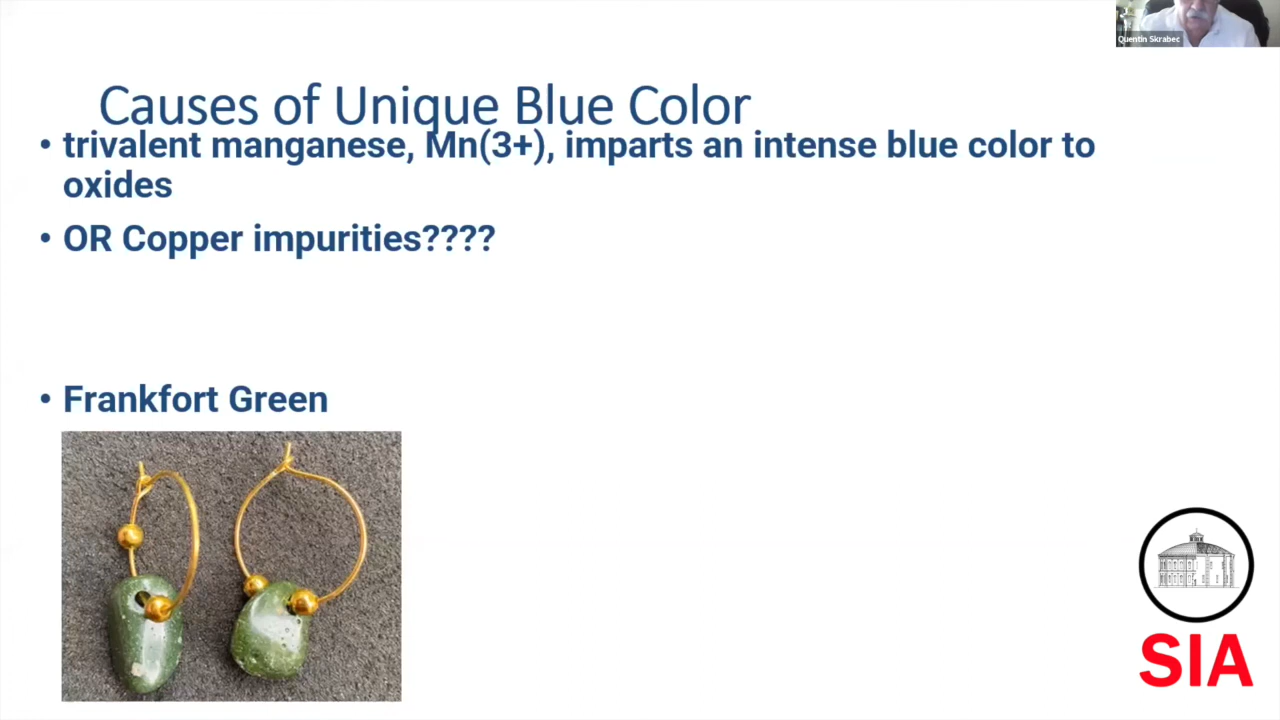 Quentin Skrabec
Causes of Unique Blue Color
• trivalent manganese, Mn(3+), imparts an intense blue color to
oxides
• OR Copper impurities????
• Frankfort Green
SIA